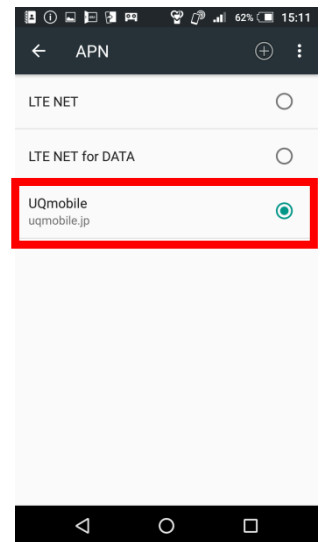 62% 15:11
APN
LTE NET
LTE NET for DATA
UQmobile
uqmobile.jp